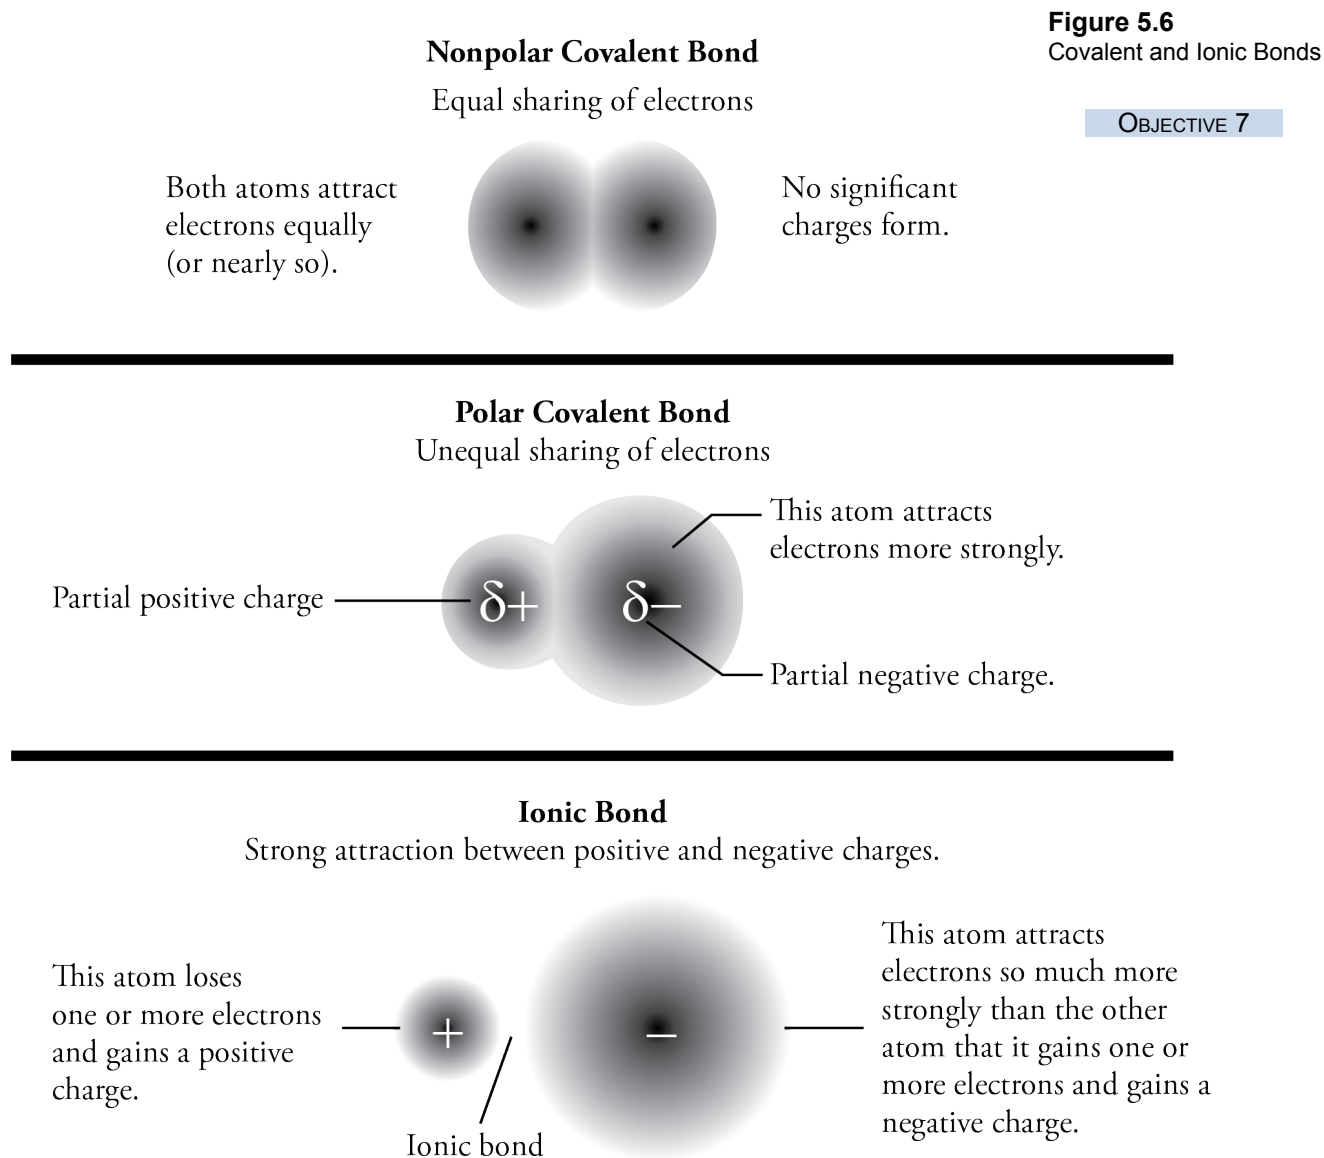 Figure 5.6
Covalent and Ionic Bonds
OBJECTIVE 7
Nonpolar Covalent Bond
Equal sharing of electrons
Both atoms attract
electrons equally
(or nearly so).
No significant
charges form.
Polar Covalent Bond
Unequal sharing of electrons
This atom attracts
electrons more strongly.
Partial positive charge
δ+
δ–
Partial negative charge.
Ionic Bond
Strong attraction between positive and negative charges.
This atom loses
one or more electrons
and gains a positive
charge.
+
–
This atom attracts
electrons so much more
strongly than the other
atom that it gains one or
more electrons and gains a
negative charge.
Ionic bond